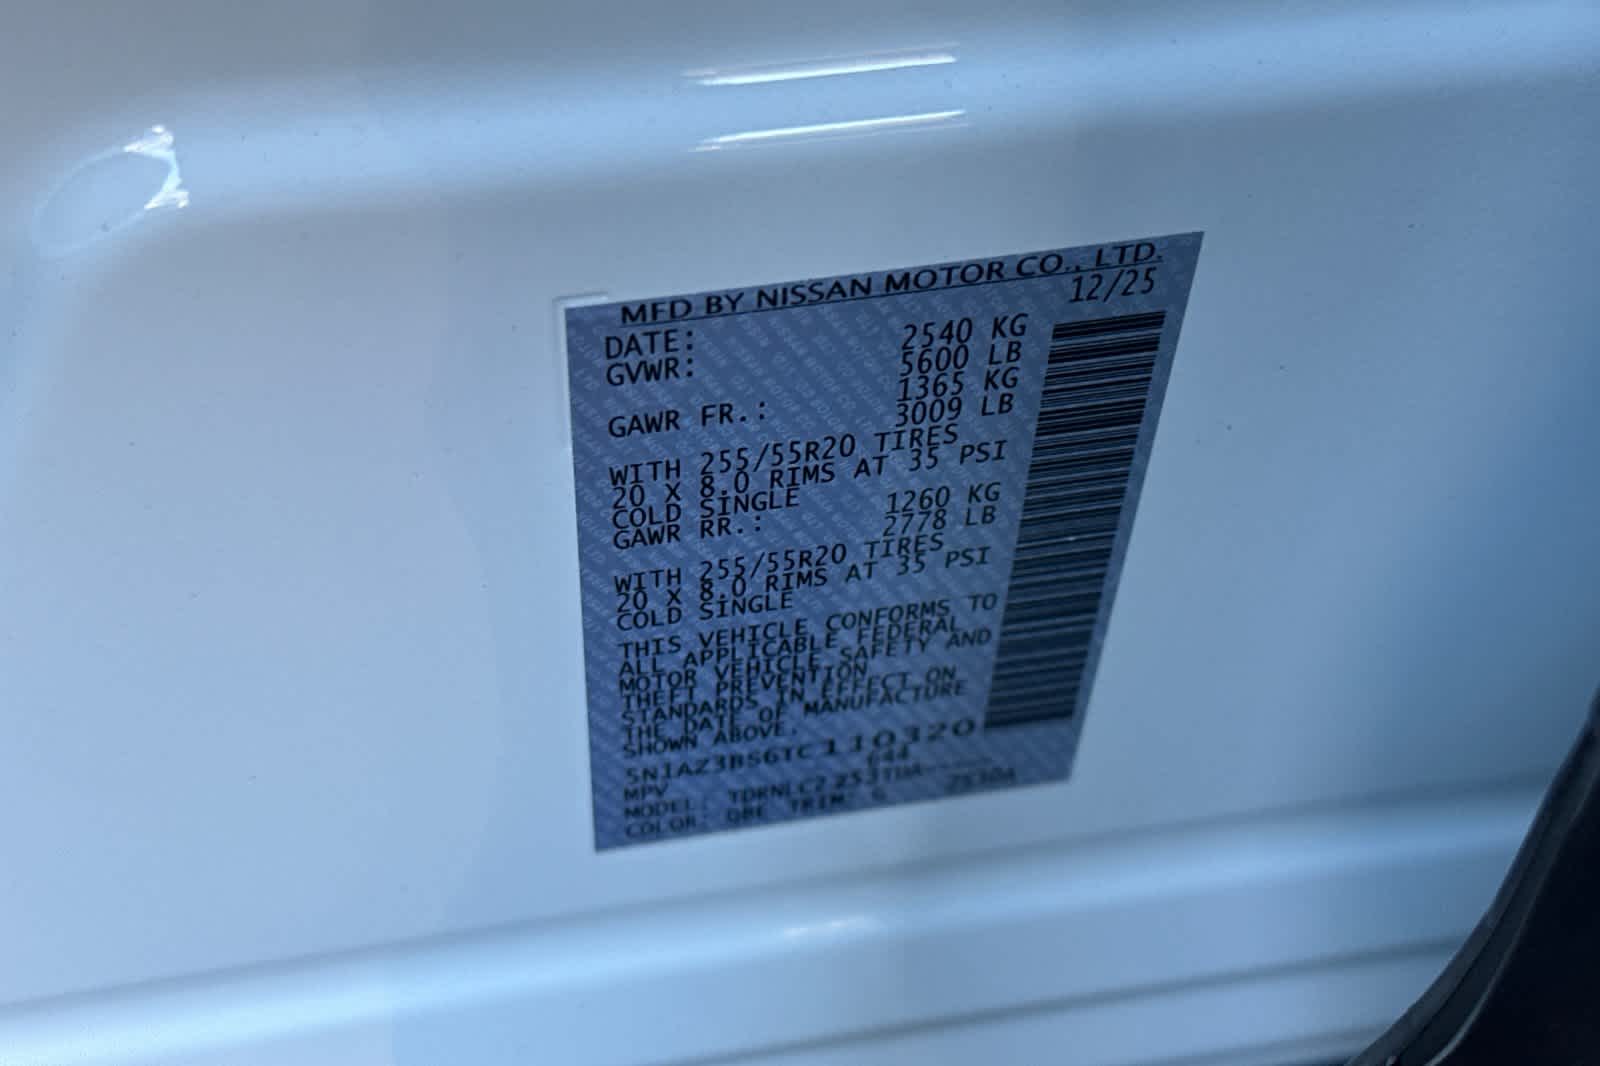 MFD BY NISSAN MOTOR CO., LTD.
DATE: 12/25
GVWR: 2540 KG
5600 LB
GAWR FR.: 1365 KG
3009 LB
WITH 255/55R20 TIRES
20 X 8.0 RIMS AT 35 PSI
COLD SINGLE
GAWR RR.: 1260 KG
2778 LB
WITH 255/55R20 TIRES
20 X 8.0 RIMS AT 35 PSI
COLD SINGLE
THIS VEHICLE CONFORMS TO
ALL APPLICABLE FEDERAL
MOTOR VEHICLE SAFETY AND
THEFT PREVENTION
STANDARDS IN EFFECT ON
THE DATE OF MANUFACTURE
SHOWN ABOVE.
5N1AZ3BS6TC110320
MPV
MODEL:
COLOR: QBE TRIM: G